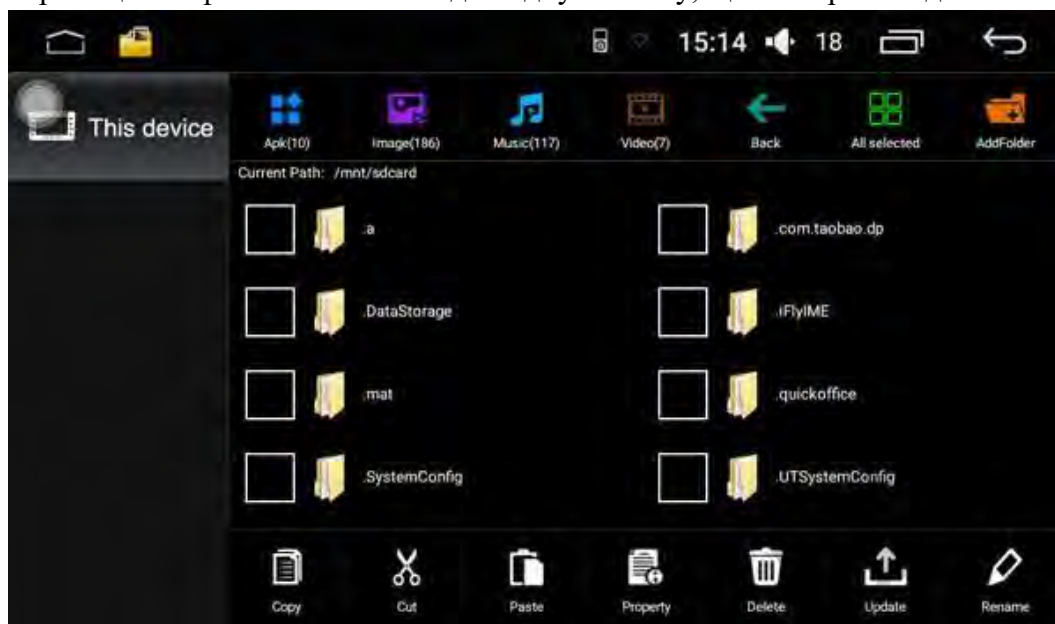 15:14 18
This device
Apk(10) Image(186) Music(117) Video(7) Back All selected AddFolder
Current Path: /mnt/sdcard
.a .com.taobao.dp
.DataStorage .iFlyIME
.mat .quickoffice
.SystemConfig .UTSystemConfig
Copy Cut Paste Property Delete Update Rename